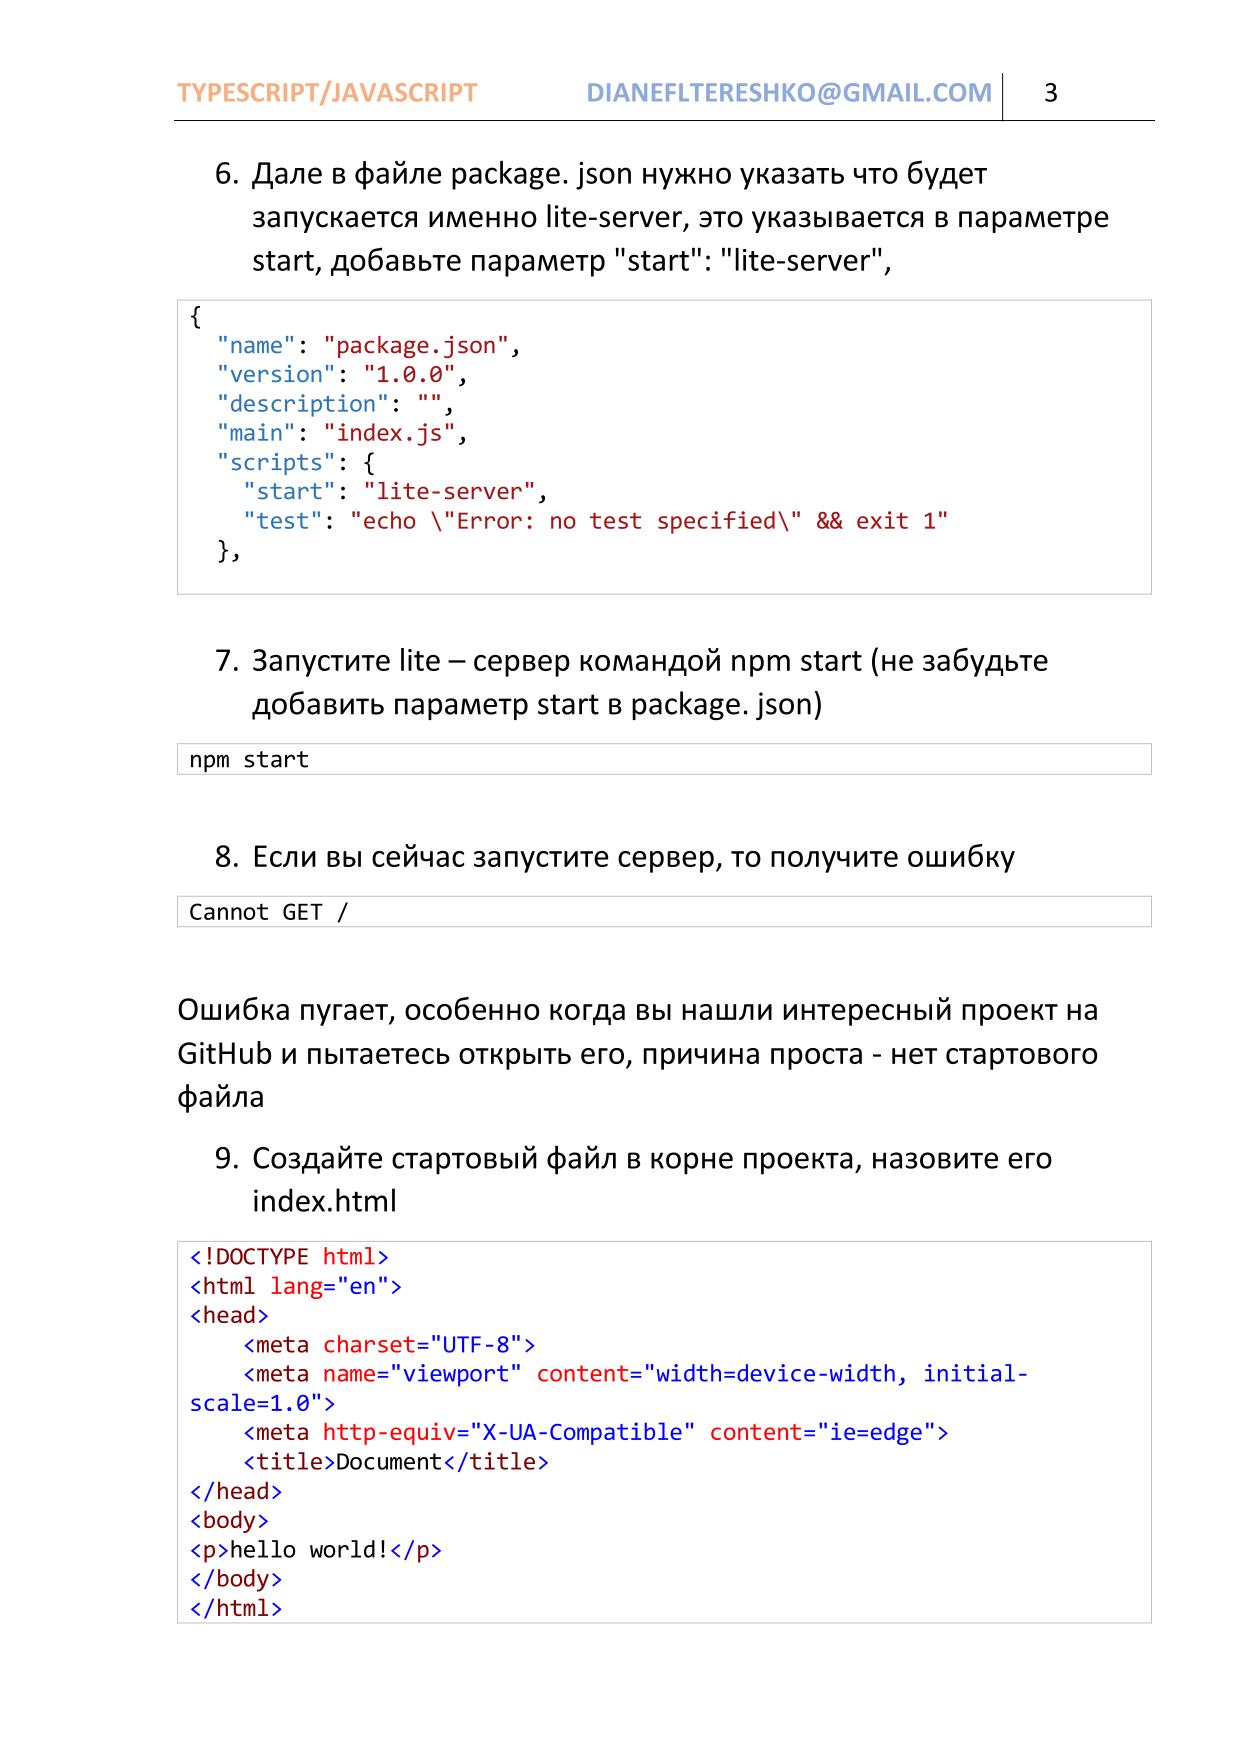 TYPESCRIPT/JAVASCRIPT DIANEFLTERESHKO@GMAIL.COM 3
6. Дале в файле package. json нужно указать что будет
запускается именно lite-server, это указывается в параметре
start, добавьте параметр "start": "lite-server",
{
  "name": "package.json",
  "version": "1.0.0",
  "description": "",
  "main": "index.js",
  "scripts": {
    "start": "lite-server",
    "test": "echo \"Error: no test specified\" && exit 1"
  },
7. Запустите lite – сервер командой npm start (не забудьте
добавить параметр start в package. json)
npm start
8. Если вы сейчас запустите сервер, то получите ошибку
Cannot GET /
Ошибка пугает, особенно когда вы нашли интересный проект на
GitHub и пытаетесь открыть его, причина проста - нет стартового
файла
9. Создайте стартовый файл в корне проекта, назовите его
index.html
<!DOCTYPE html>
<html lang="en">
<head>
    <meta charset="UTF-8">
    <meta name="viewport" content="width=device-width, initial-
scale=1.0">
    <meta http-equiv="X-UA-Compatible" content="ie=edge">
    <title>Document</title>
</head>
<body>
<p>hello world!</p>
</body>
</html>